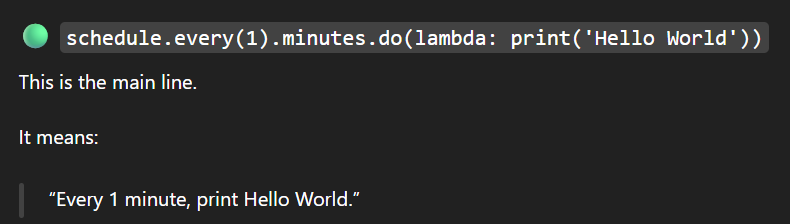 schedule.every(1).minutes.do(lambda: print('Hello World'))
This is the main line.
It means:
“Every 1 minute, print Hello World.”